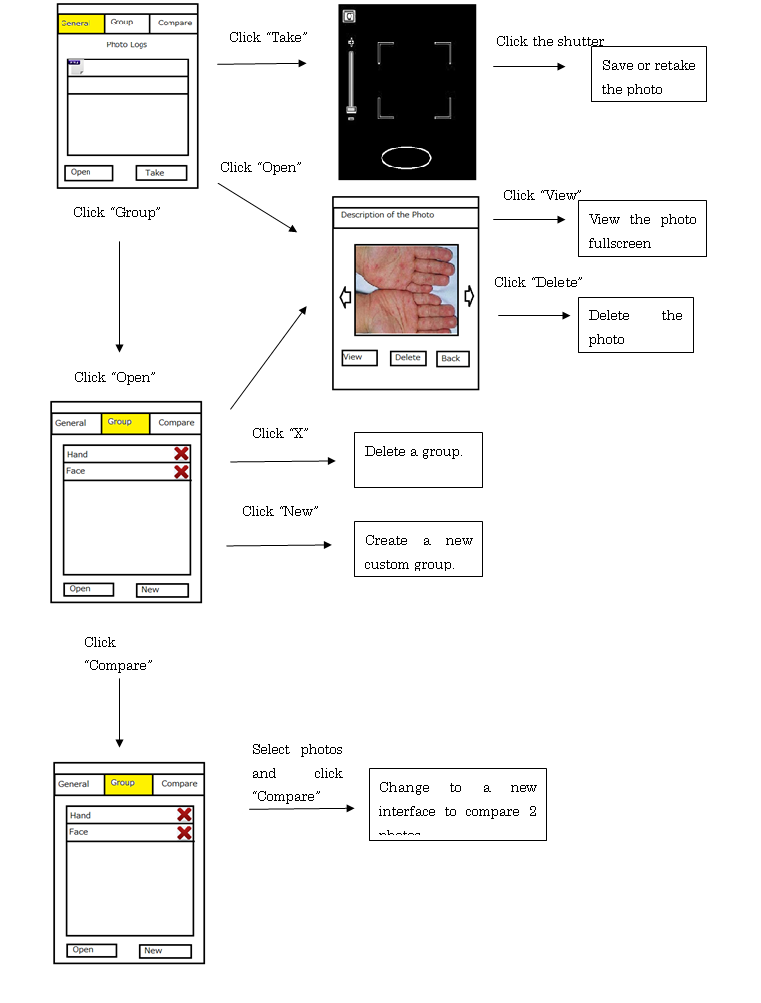 General Group Compare
Photo Logs
Open Take
Click “Take”
Click the shutter
Save or retake
the photo
Click “Open”
Click “Group”
Description of the Photo
View Delete Back
Click “View”
View the photo
fullscreen
Click “Delete”
Delete the
photo
Click “Open”
General Group Compare
Hand
Face
Open New
Click “X”
Delete a group.
Click “New”
Create a new
custom group.
Click
“Compare”
General Group Compare
Hand
Face
Open New
Select photos
and click
“Compare”
Change to a new
interface to compare 2
photos